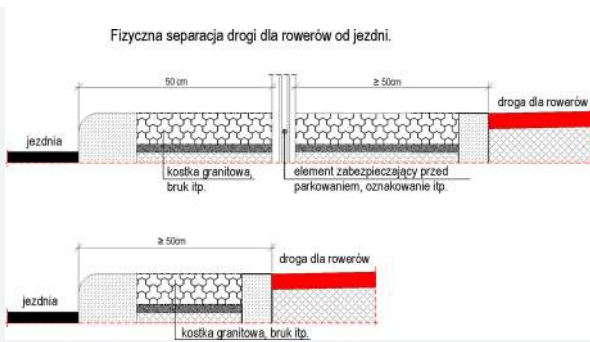 Fizyczna separacja drogi dla rowerów od jezdni.
50 cm
≥ 50cm
droga dla rowerów
jezdnia
kostka granitowa,
bruk itp.
element zabezpieczający przed
parkowaniem, oznakowanie itp.
≥ 50cm
droga dla rowerów
jezdnia
kostka granitowa, bruk itp.